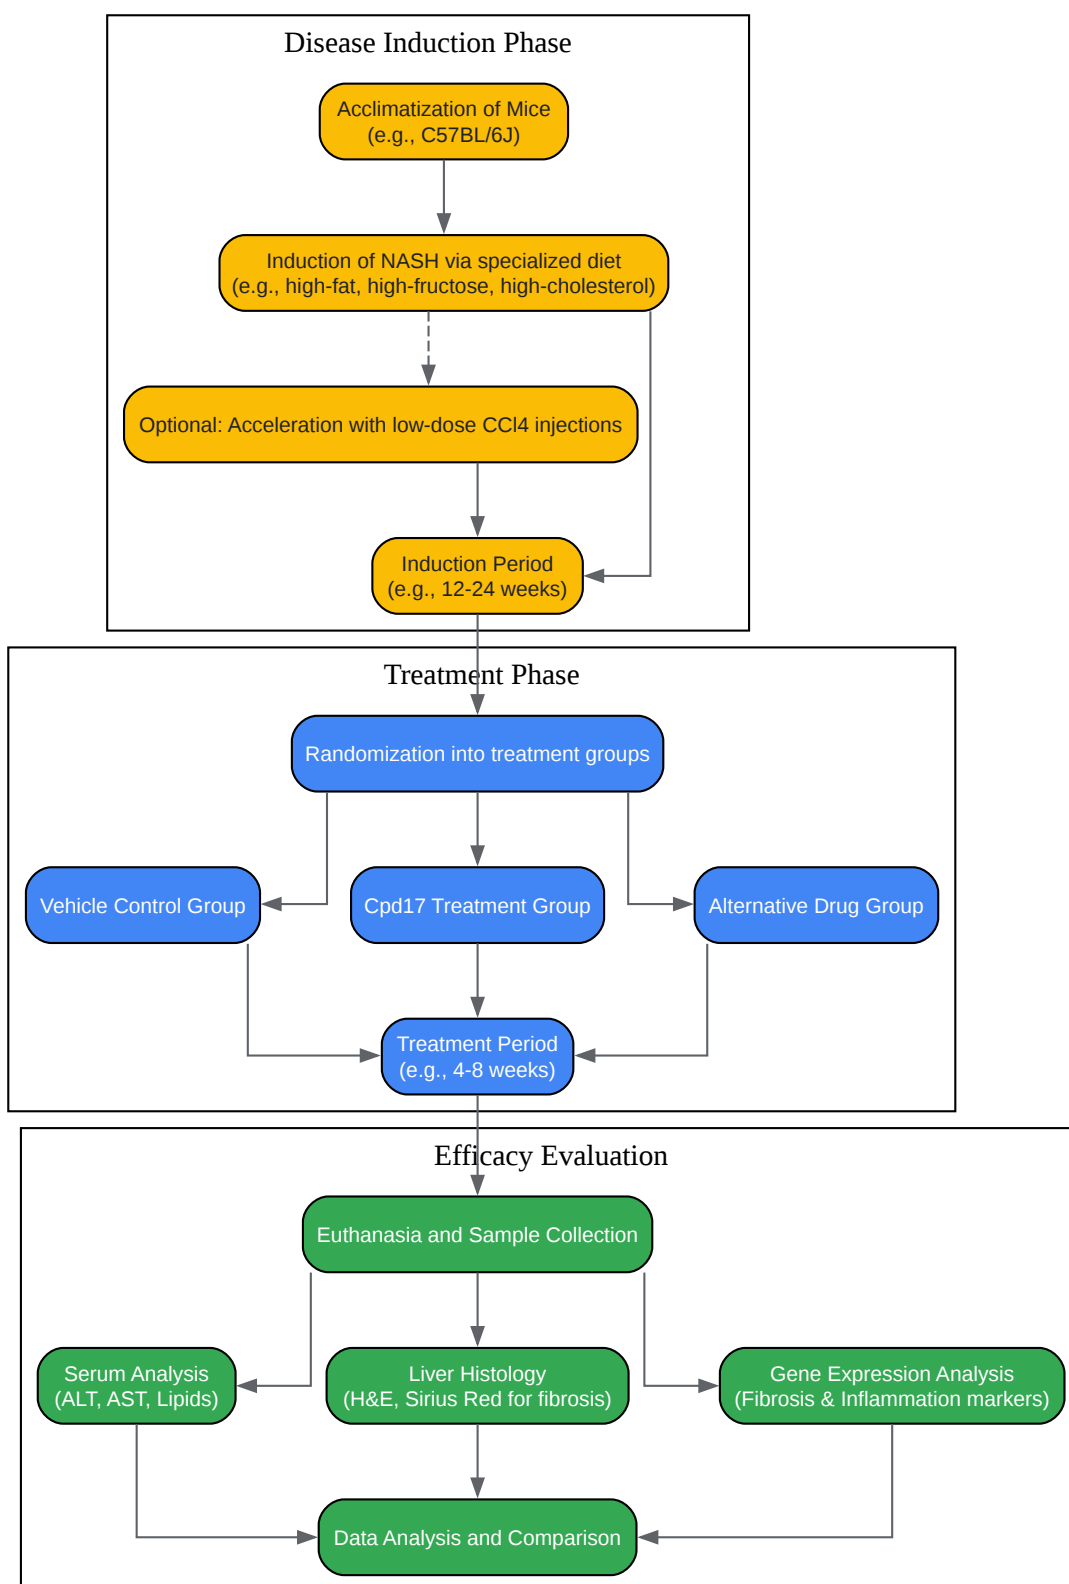 Disease Induction Phase
Acclimatization of Mice
(e.g., C57BL/6J)
Induction of NASH via specialized diet
(e.g., high-fat, high-fructose, high-cholesterol)
Optional: Acceleration with low-dose CCl4 injections
Induction Period
(e.g., 12-24 weeks)
Treatment Phase
Randomization into treatment groups
Vehicle Control Group
Cpd17 Treatment Group
Alternative Drug Group
Treatment Period
(e.g., 4-8 weeks)
Efficacy Evaluation
Euthanasia and Sample Collection
Serum Analysis
(ALT, AST, Lipids)
Liver Histology
(H&E, Sirius Red for fibrosis)
Gene Expression Analysis
(Fibrosis & Inflammation markers)
Data Analysis and Comparison